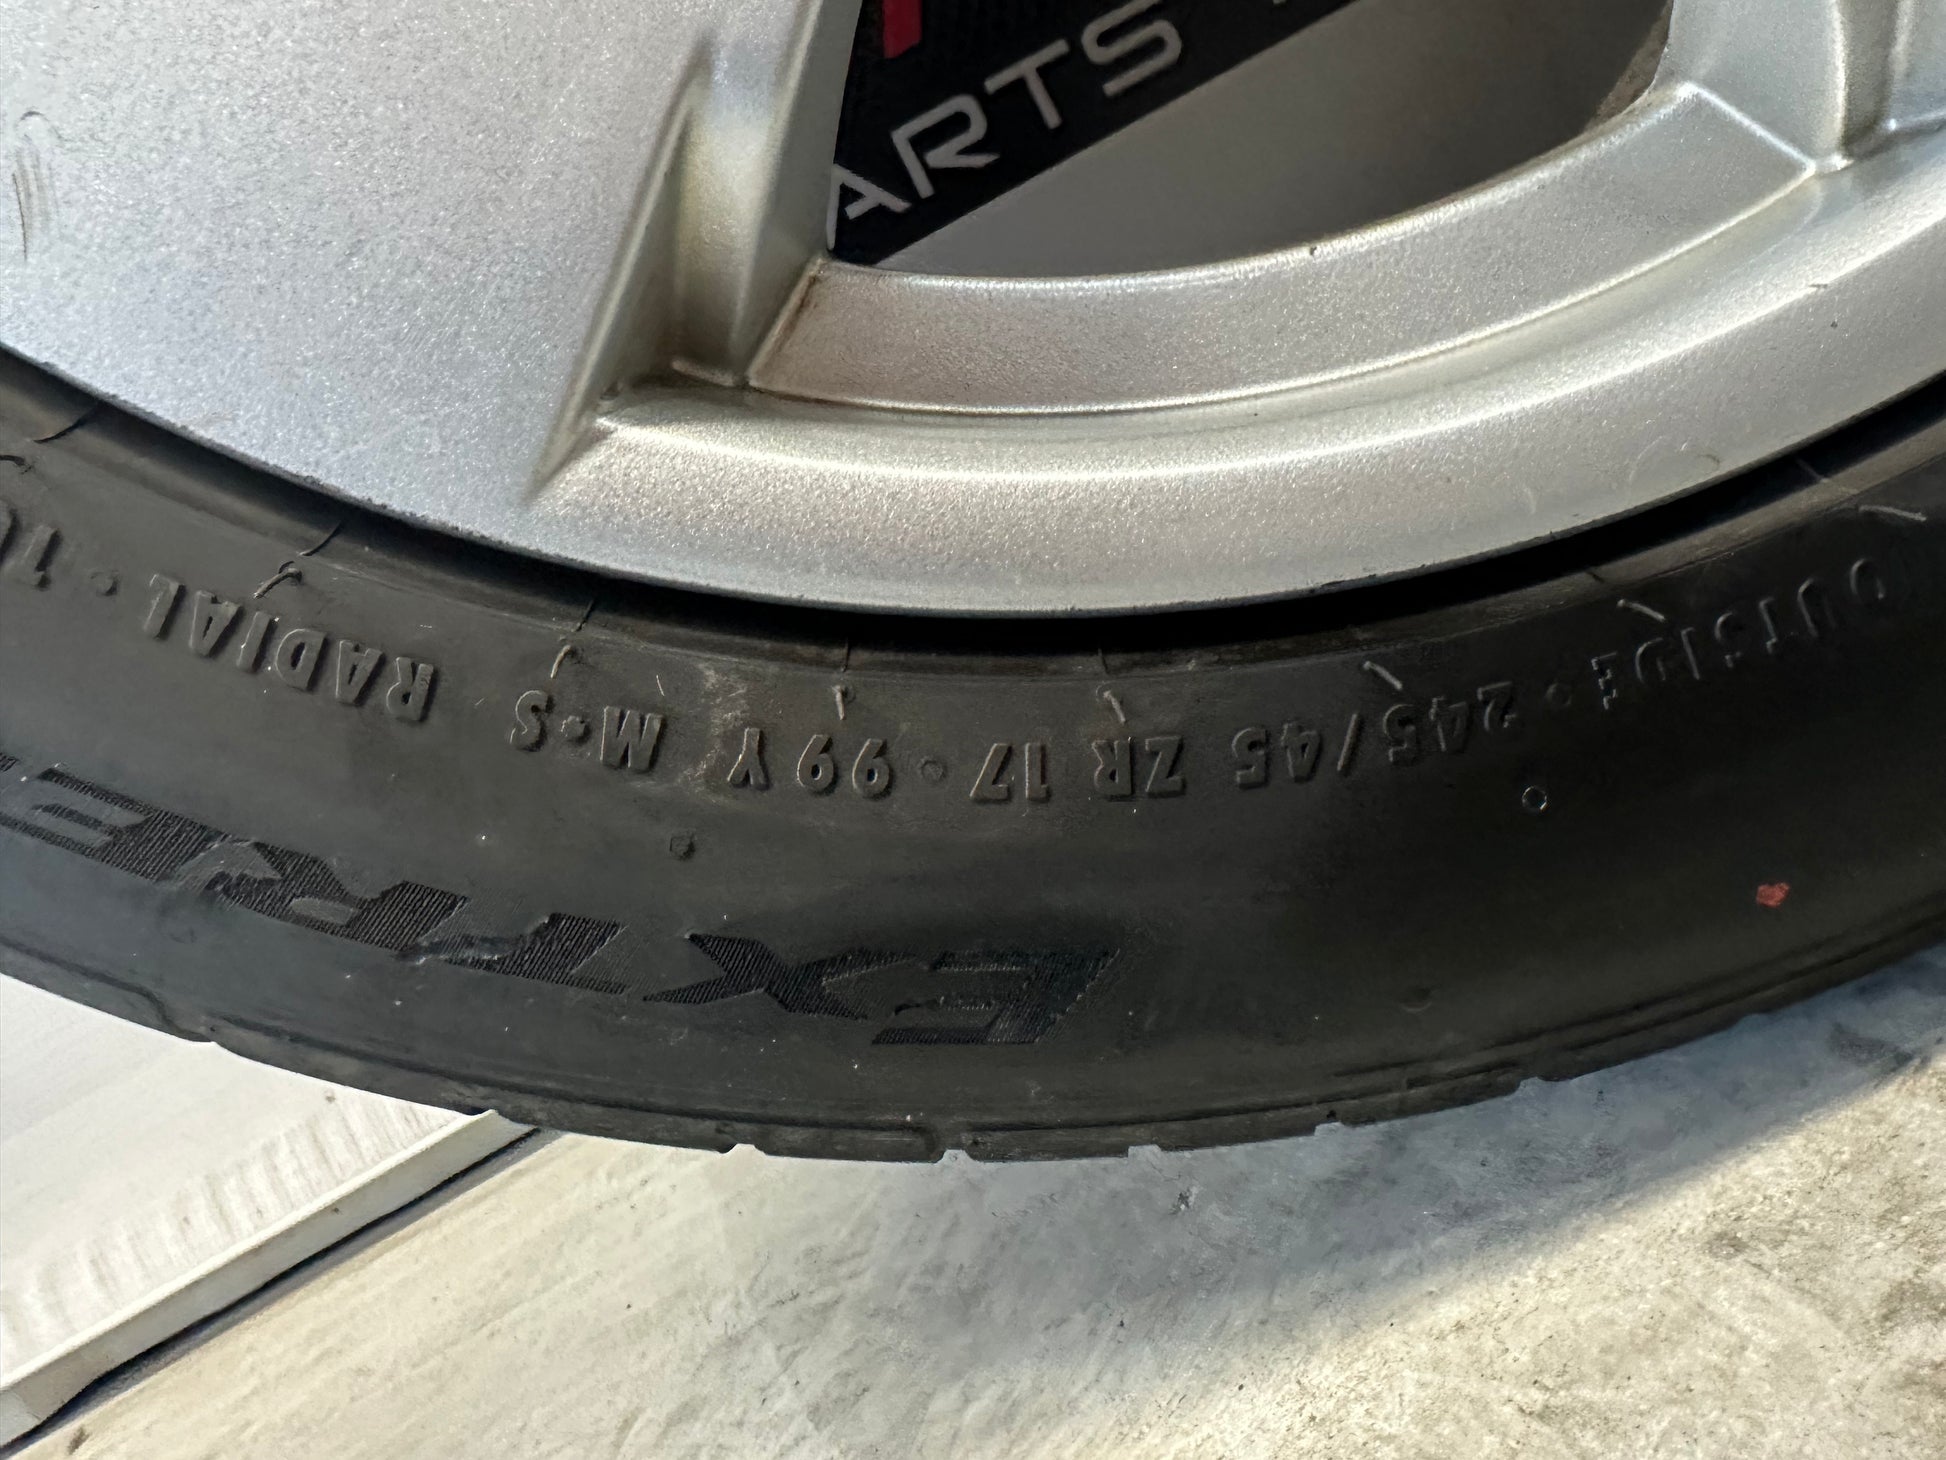 ARTS
OUTSIDE · 245/45 ZR 17 · 99 Y M·S RADIAL ·
EXTREME